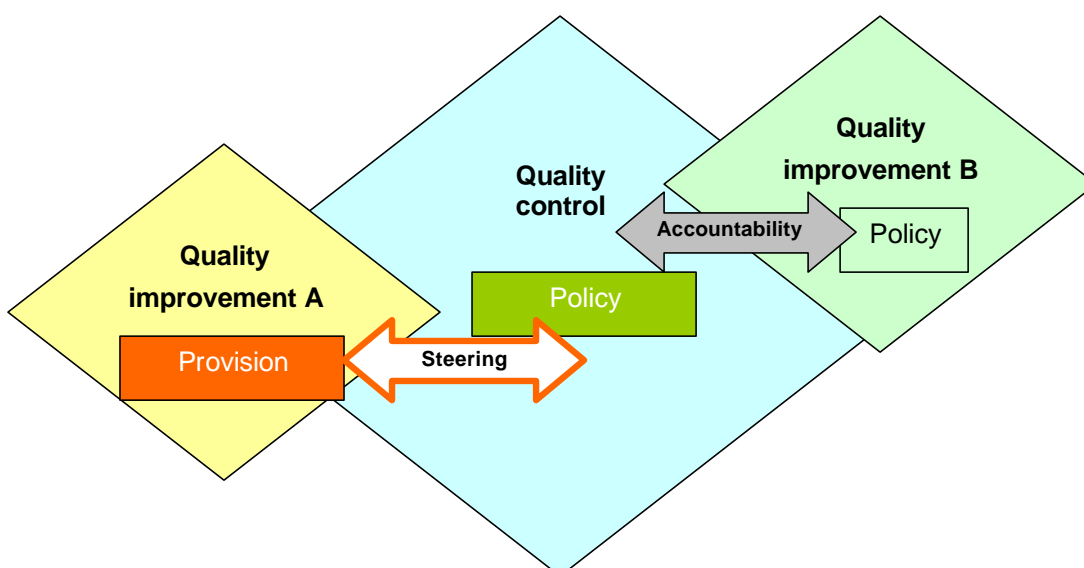 Quality
improvement A
Provision
Steering
Quality
control
Policy
Accountability
Quality
improvement B
Policy